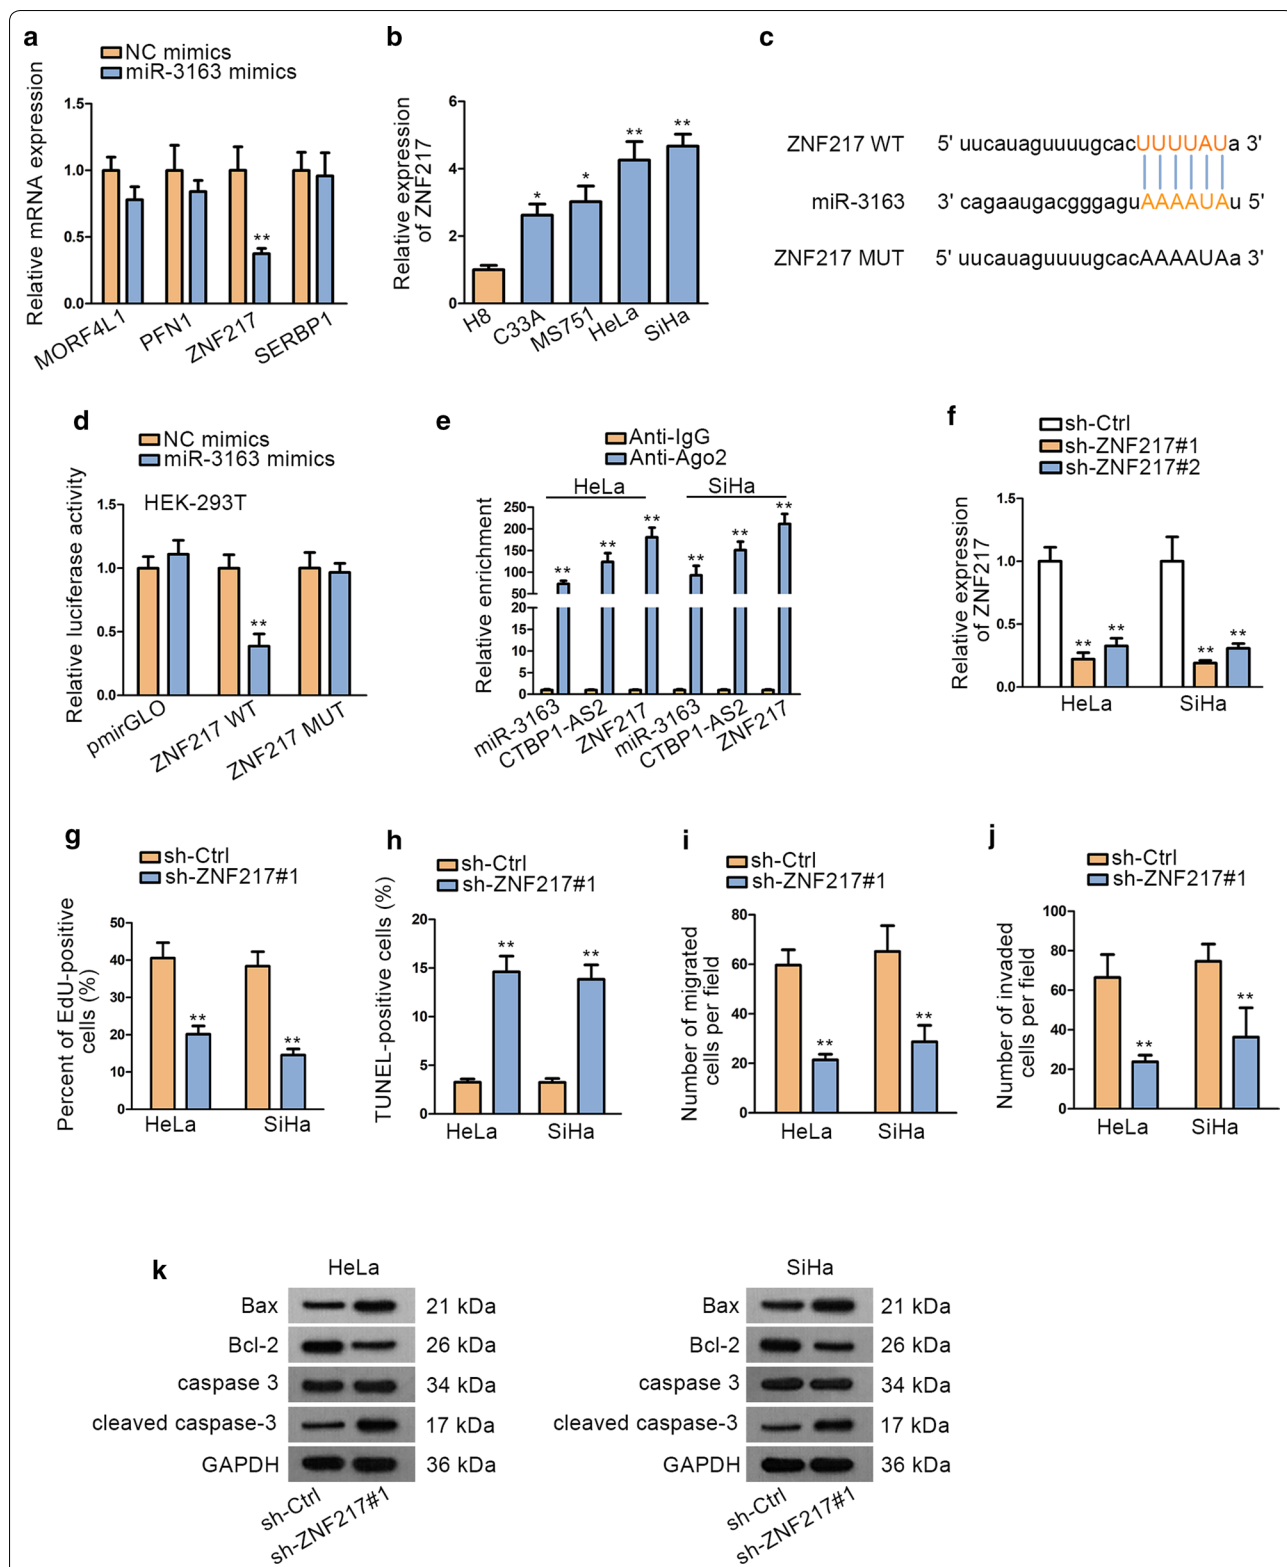 a
NC mimics
miR-3163 mimics
Relative mRNA expression
1.5
1.0
0.5
0.0
**
MORF4L1
PFN1
ZNF217
SERBP1
b
Relative expression
of ZNF217
6
4
2
0
*
*
**
**
H8
C33A
MS751
HeLa
SiHa
c
ZNF217 WT 5' uucauaguuuugcacUUUUAUa 3'
miR-3163 3' cagaaugacgggaguAAAAUAu 5'
ZNF217 MUT 5' uucauaguuuugcacAAAAUAa 3'
d
NC mimics
miR-3163 mimics
HEK-293T
Relative luciferase activity
1.5
1.0
0.5
0.0
**
pmirGLO
ZNF217 WT
ZNF217 MUT
e
Anti-IgG
Anti-Ago2
HeLa
SiHa
Relative enrichment
250
200
150
100
50
20
15
10
5
0
**
**
**
**
**
**
miR-3163
CTBP1-AS2
ZNF217
miR-3163
CTBP1-AS2
ZNF217
f
sh-Ctrl
sh-ZNF217#1
sh-ZNF217#2
Relative expression
of ZNF217
1.5
1.0
0.5
0.0
**
**
**
**
HeLa
SiHa
g
sh-Ctrl
sh-ZNF217#1
Percent of EdU-positive
cells (%)
50
40
30
20
10
0
**
**
HeLa
SiHa
h
sh-Ctrl
sh-ZNF217#1
TUNEL-positive cells (%)
20
15
10
5
0
**
**
HeLa
SiHa
i
sh-Ctrl
sh-ZNF217#1
Number of migrated
cells per field
80
60
40
20
0
**
**
HeLa
SiHa
j
sh-Ctrl
sh-ZNF217#1
Number of invaded
cells per field
100
80
60
40
20
0
**
**
HeLa
SiHa
k
HeLa
Bax 21 kDa
Bcl-2 26 kDa
caspase 3 34 kDa
cleaved caspase-3 17 kDa
GAPDH 36 kDa
sh-Ctrl
sh-ZNF217#1
SiHa
Bax 21 kDa
Bcl-2 26 kDa
caspase 3 34 kDa
cleaved caspase-3 17 kDa
GAPDH 36 kDa
sh-Ctrl
sh-ZNF217#1